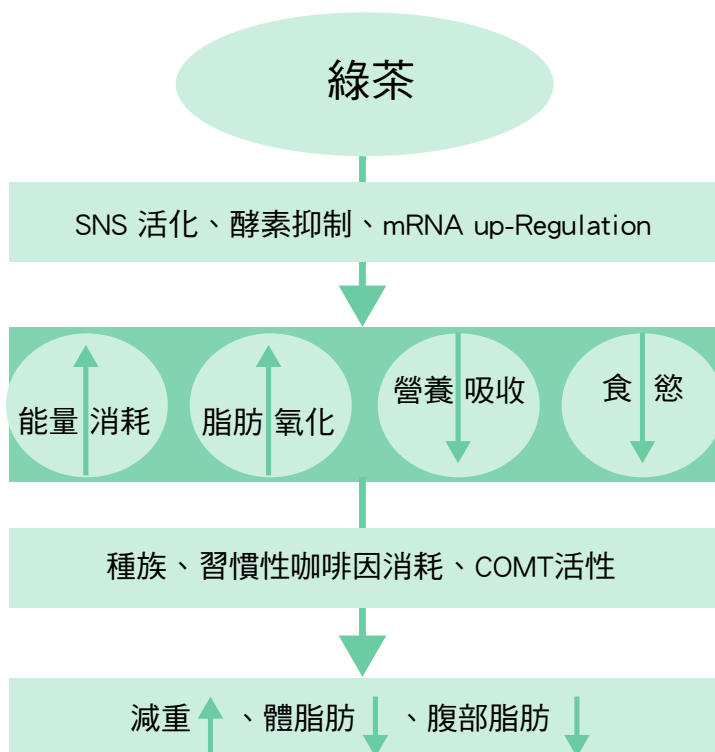 綠茶
SNS 活化、酵素抑制、mRNA up-Regulation
能量 消耗
脂肪 氧化
營養 吸收
食 慾
種族、習慣性咖啡因消耗、COMT活性
減重 、體脂肪 、腹部脂肪